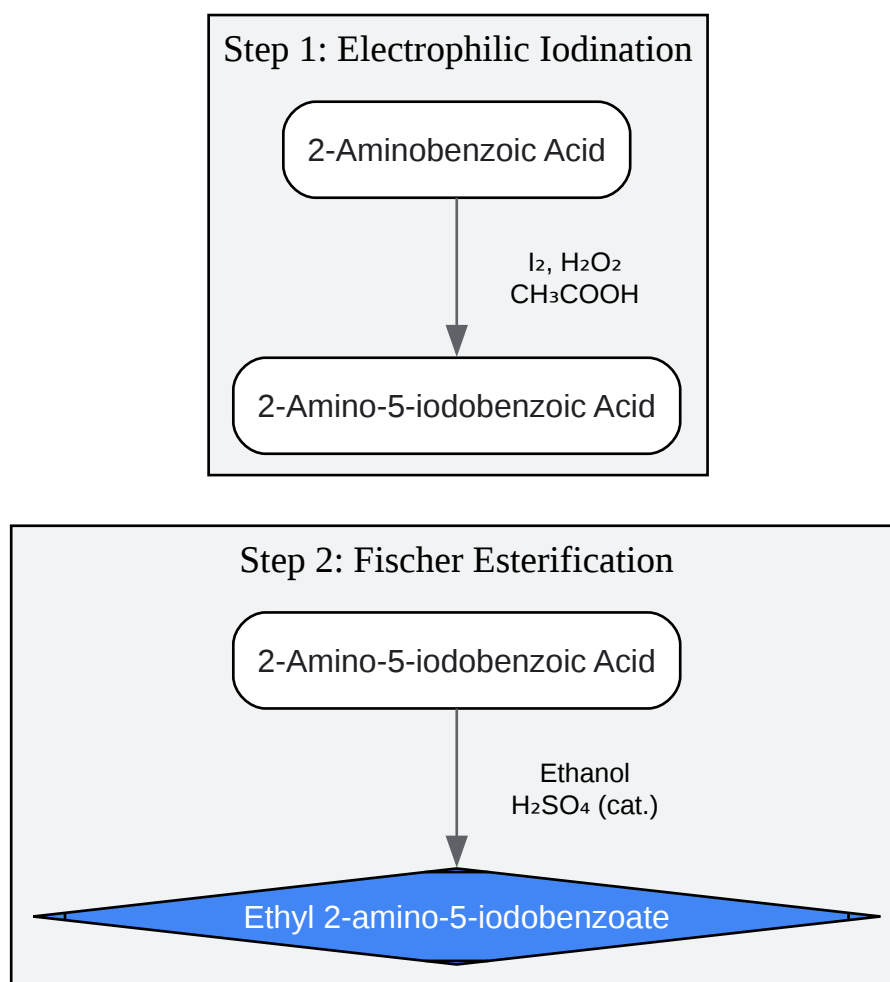 Step 1: Electrophilic Iodination
2-Aminobenzoic Acid
I₂, H₂O₂
CH₃COOH
2-Amino-5-iodobenzoic Acid
Step 2: Fischer Esterification
2-Amino-5-iodobenzoic Acid
Ethanol
H₂SO₄ (cat.)
Ethyl 2-amino-5-iodobenzoate